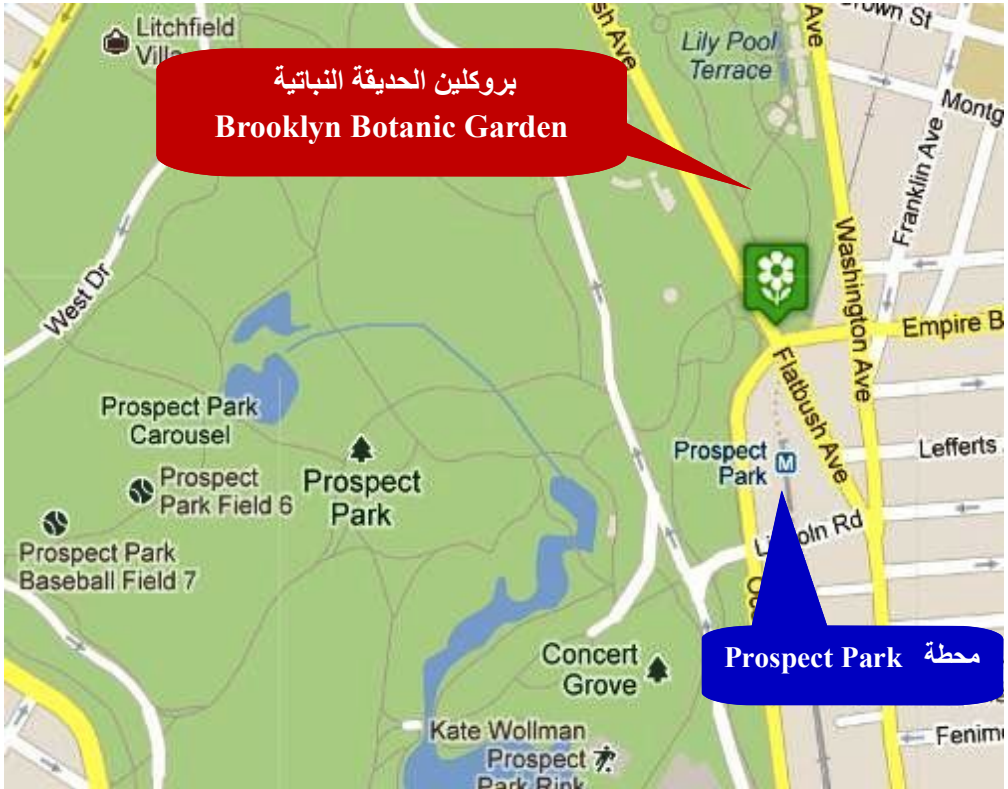 Litchfield
Ville
بروكلين الحديقة النباتية
Brooklyn Botanic Garden
Lily Pool
Terrace
Ave
Montg
Franklin Ave
Washington Ave
West Dr
Empire B
Flatbush Ave
Prospect Park
Carousel
Prospect
Park Field 6
Prospect
Park
Prospect Park
Baseball Field 7
Prospect
Park
M
Lefferts
Lincoln Rd
محطة Prospect Park
Concert
Grove
Kate Wollman
Prospect
Park Rink
Fenim